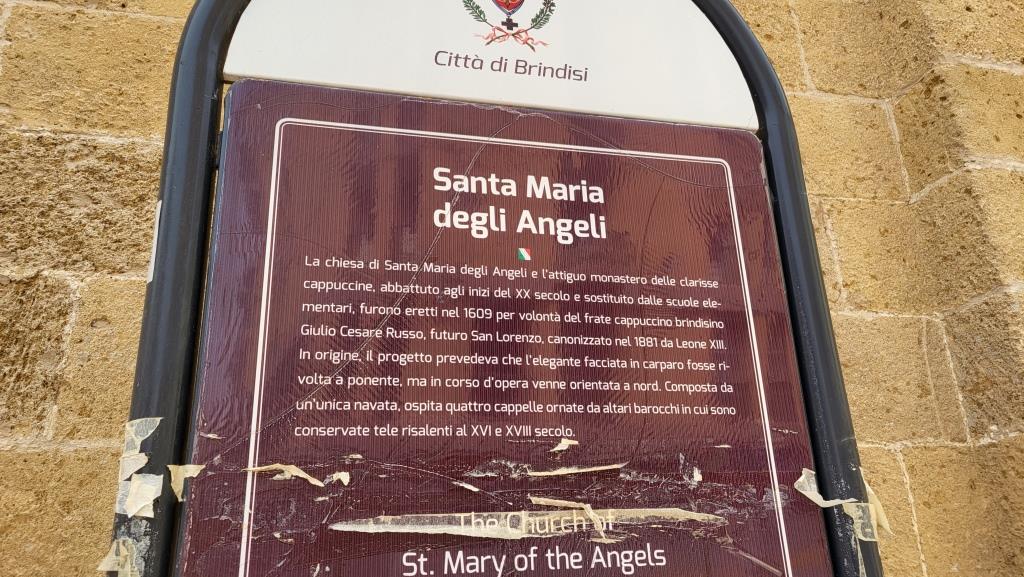 Città di Brindisi
Santa Maria
degli Angeli
La chiesa di Santa Maria degli Angeli e l'attiguo monastero delle clarisse
cappuccine, abbattuto agli inizi del XX secolo e sostituito dalle scuole ele-
mentari, furono eretti nel 1609 per volontà del frate cappuccino brindisino
Giulio Cesare Russo, futuro San Lorenzo, canonizzato nel 1881 da Leone XIII.
In origine, il progetto prevedeva che l'elegante facciata in carparo fosse ri-
volta a ponente, ma in corso d'opera venne orientata a nord. Composta da
un'unica navata, ospita quattro cappelle ornate da altari barocchi in cui sono
conservate tele risalenti al XVI e XVIII secolo.
The Church of
St. Mary of the Angels